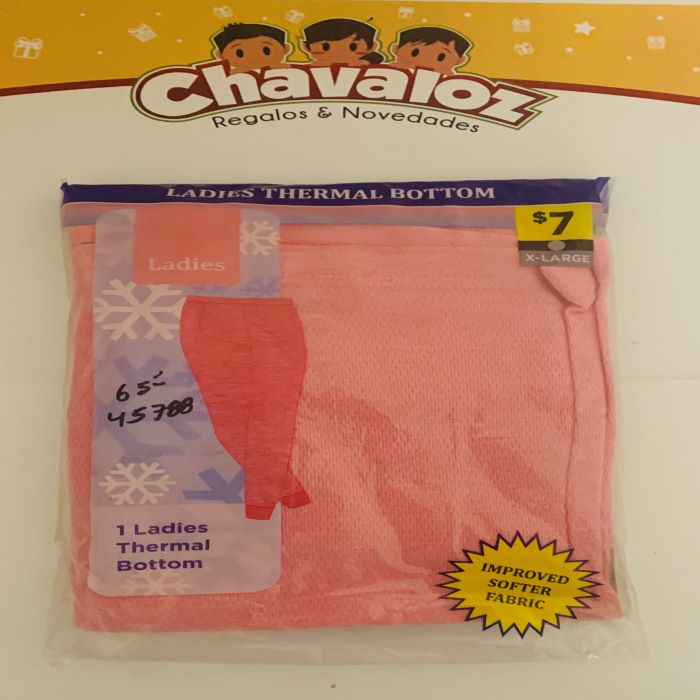 Chavaloz
Regalos & Novedades
LADIES THERMAL BOTTOM
$7
X-LARGE
Ladies
65
45788
1 Ladies
Thermal
Bottom
IMPROVED
SOFTER
FABRIC